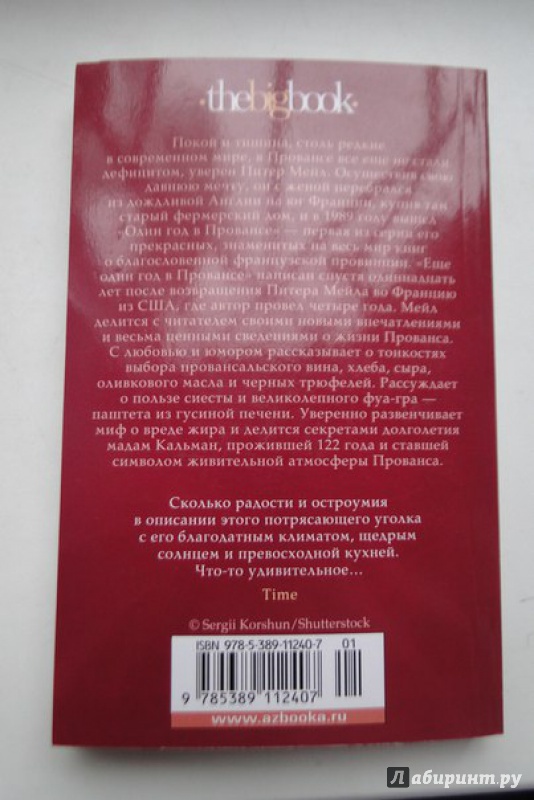 ·thebigbook·
Покой и тишина, столь редкие
в современном мире, в Провансе все еще не стали
дефицитом, уверен Питер Мейл. Осуществив свою
давнюю мечту, он с женой перебрался
из дождливой Англии на юг Франции, купив там
старый фермерский дом, и в 1989 году вышел
«Один год в Провансе» — первая из серии его
прекрасных, знаменитых на весь мир книг
о благословенной французской провинции. «Еще
один год в Провансе» написан спустя одиннадцать
лет после возвращения Питера Мейла во Францию
из США, где автор провел четыре года. Мейл
делится с читателем своими новыми впечатлениями
и весьма ценными сведениями о жизни Прованса.
С любовью и юмором рассказывает о тонкостях
выбора провансальского вина, хлеба, сыра,
оливкового масла и черных трюфелей. Рассуждает
о пользе сиесты и великолепного фуа-гра —
паштета из гусиной печени. Уверенно развенчивает
миф о вреде жира и делится секретами долголетия
мадам Кальман, прожившей 122 года и ставшей
символом живительной атмосферы Прованса.
Сколько радости и остроумия
в описании этого потрясающего уголка
с его благодатным климатом, щедрым
солнцем и превосходной кухней.
Что-то удивительное...
Time
© Sergii Korshun/Shutterstock
ISBN 978-5-389-11240-7 01
9 785389 112407
www.azbooka.ru
Лабиринт.ру